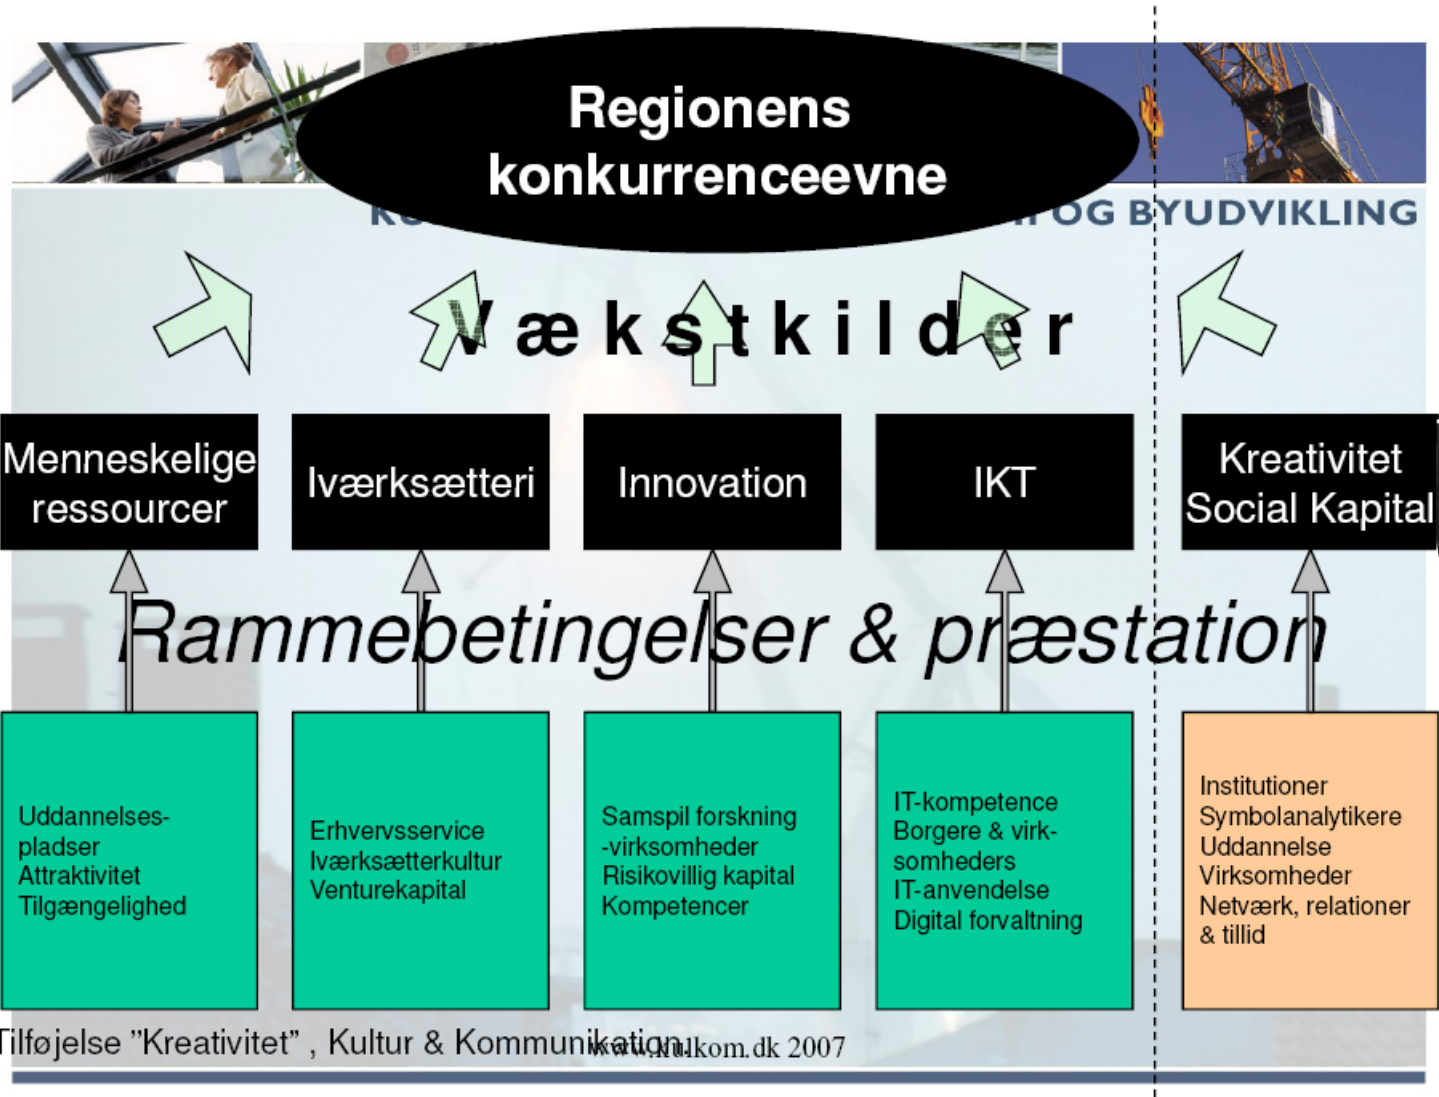 Regionens
konkurrenceevne
OG BYUDVIKLING
Vækstkilder
Menneskelige
ressourcer
Iværksætteri
Innovation
IKT
Kreativitet
Social Kapital
Rammebetingelser & præstation
Uddannelses-
pladser
Attraktivitet
Tilgængelighed
Erhvervsservice
Iværksætterkultur
Venturekapital
Samspil forskning
-virksomheder
Risikovillig kapital
Kompetencer
IT-kompetence
Borgere & virk-
somheders
IT-anvendelse
Digital forvaltning
Institutioner
Symbolanalytikere
Uddannelse
Virksomheder
Netværk, relationer
& tillid
Tilføjelse ”Kreativitet” , Kultur & Kommunikation.
www.kulkom.dk 2007